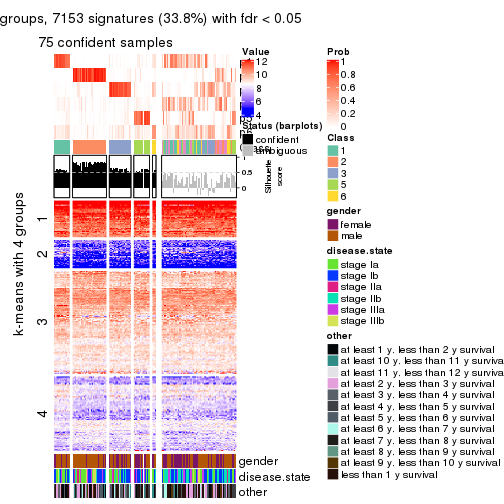 groups, 7153 signatures (33.8%) with fdr < 0.05
75 confident samples
k-means with 4 groups
1
2
3
4
1
0.5
0
Silhouette
score
gender
disease.state
other
Value
12
10
8
6
4
Status (barplots)
confident
ambiguous
Prob
1
0.8
0.6
0.4
0.2
0
Class
1
2
3
5
6
gender
female
male
disease.state
stage Ia
stage Ib
stage IIa
stage IIb
stage IIIa
stage IIIb
other
at least 1 y. less than 2 y survival
at least 10 y. less than 11 y surviva
at least 11 y. less than 12 y surviva
at least 2 y. less than 3 y survival
at least 3 y. less than 4 y survival
at least 4 y. less than 5 y survival
at least 5 y. less than 6 y survival
at least 6 y. less than 7 y survival
at least 7 y. less than 8 y survival
at least 8 y. less than 9 y survival
at least 9 y. less than 10 y survival
less than 1 y survival